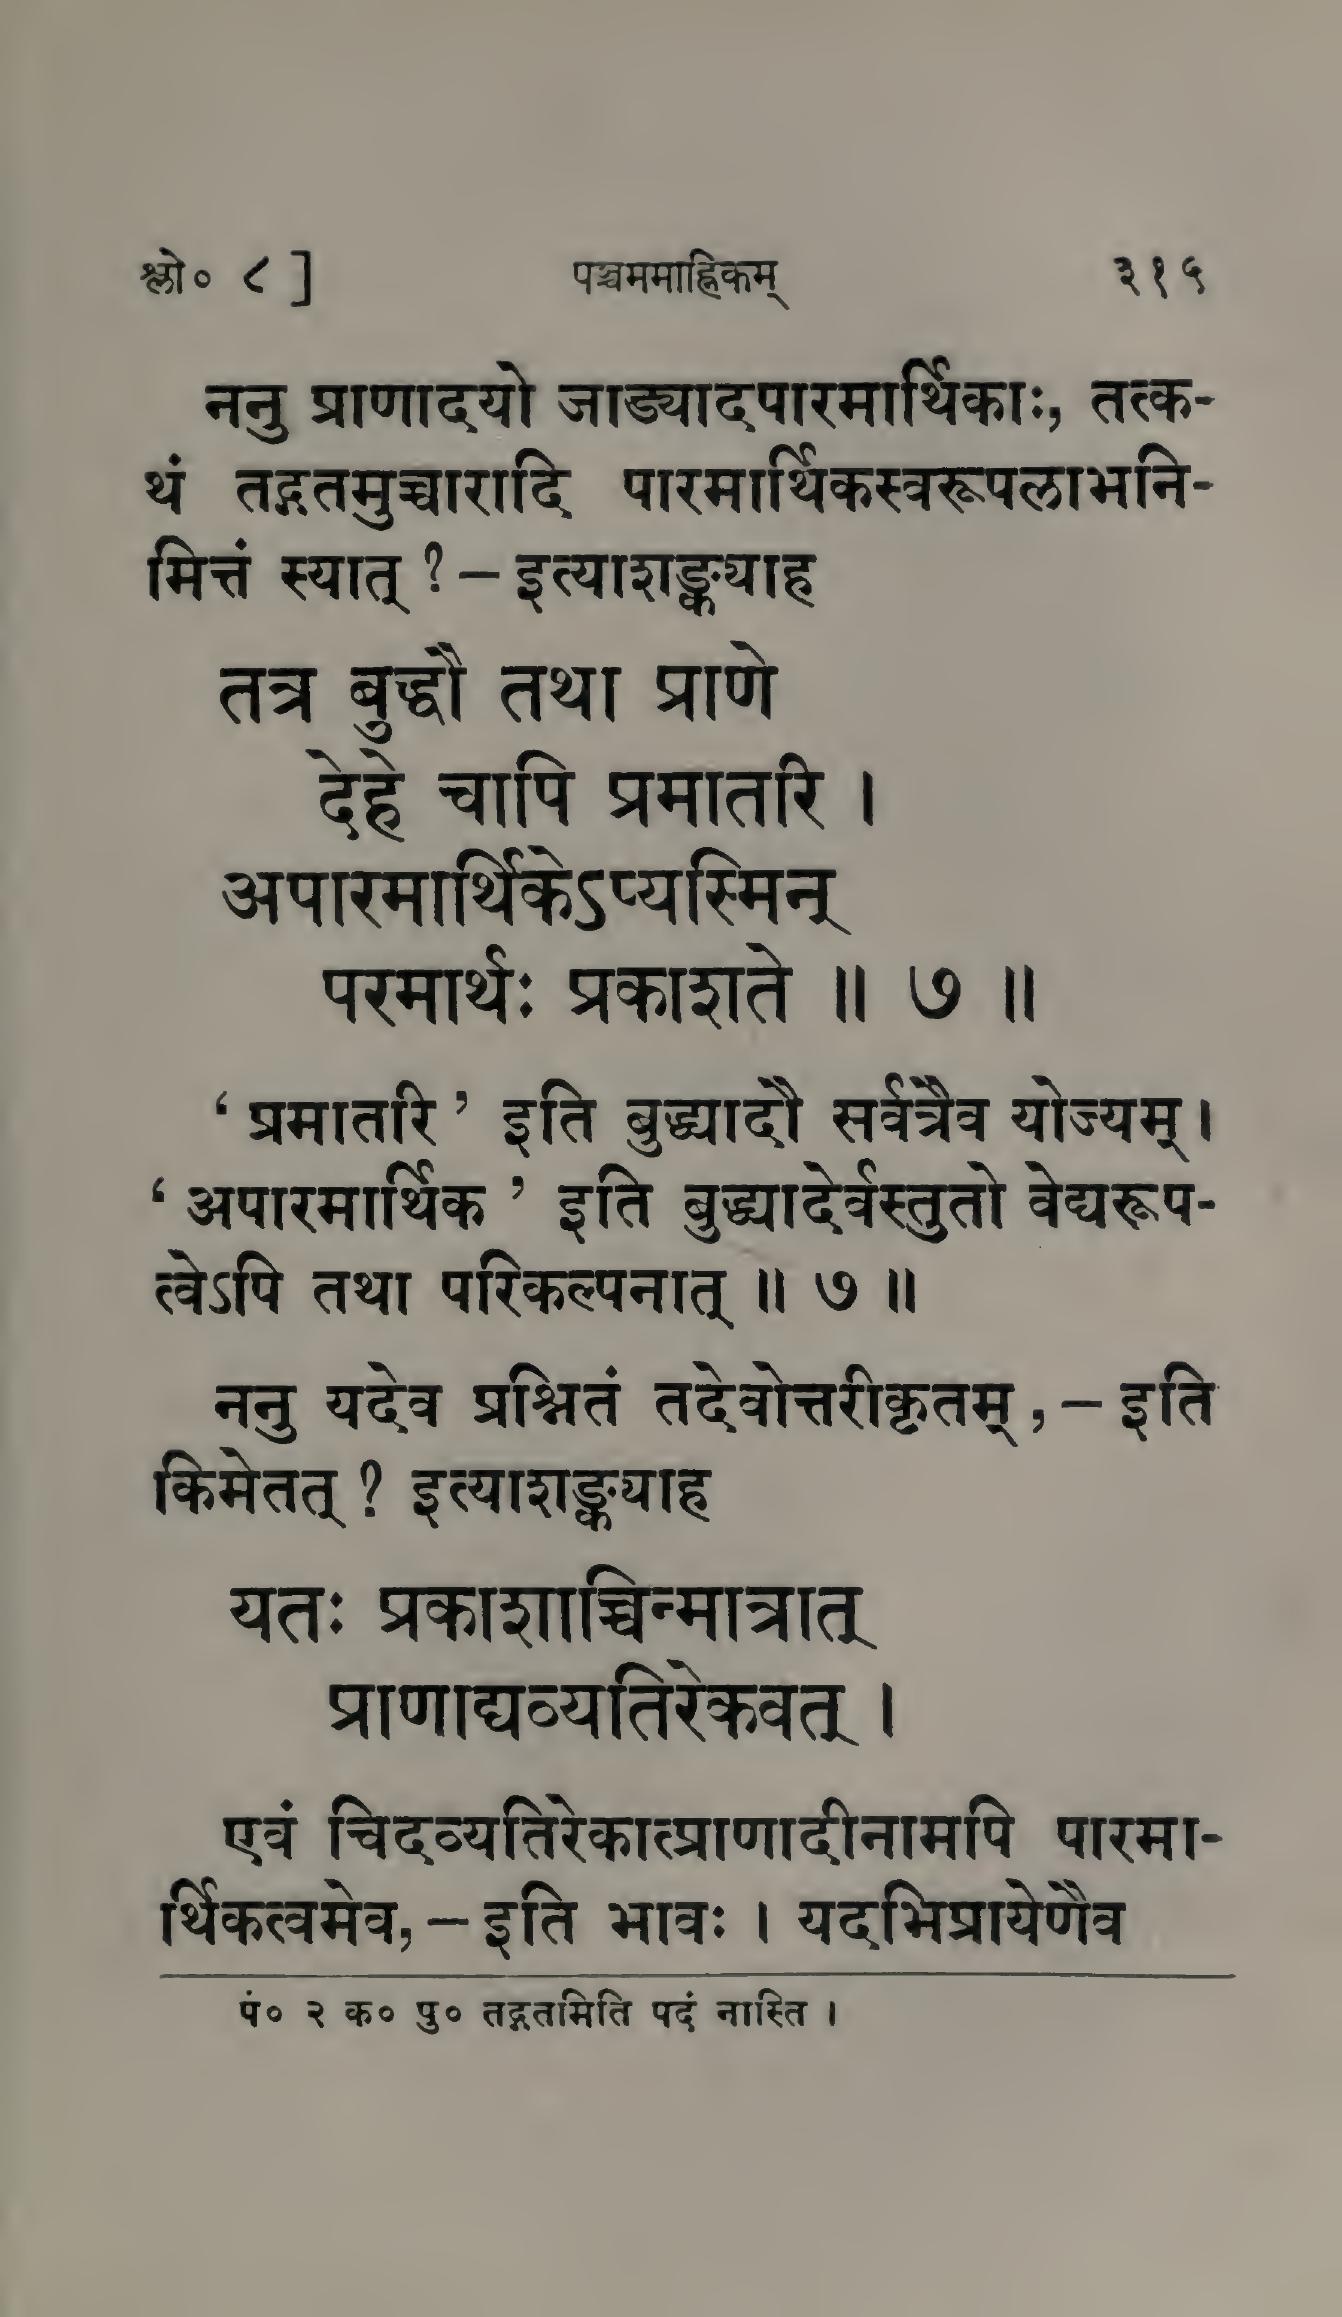 श्लो० ८ ] पञ्चममाह्निकम् ३१५
ननु प्राणादयो जाड्यादपारमार्थिकाः, तत्क-
थं तद्गतमुच्चारादि पारमार्थिकस्वरूपलाभनि-
मित्तं स्यात् ? – इत्याशङ्क्याह
तत्र बुद्धौ तथा प्राणे
देहे चापि प्रमातरि ।
अपारमार्थिकेऽप्यस्मिन्
परमार्थः प्रकाशते ॥ ७ ॥
‘ प्रमातरि ’ इति बुद्ध्यादौ सर्वत्रैव योज्यम् ।
‘ अपारमार्थिक ’ इति बुद्ध्यादेर्वस्तुतो वेद्यरूप-
त्वेऽपि तथा परिकल्पनात् ॥ ७ ॥
ननु यदेव प्रश्नितं तदेवोत्तरीकृतम् , – इति
किमेतत् ? इत्याशङ्क्याह
यतः प्रकाशाच्चिन्मात्रात्
प्राणाद्यव्यतिरेकवत् ।
एवं चिदव्यतिरेकात्प्राणादीनामपि पारमा-
र्थिकत्वमेव, – इति भावः । यदभिप्रायेणैव
पं० २ क० पु० तद्गतमिति पदं नास्ति ।